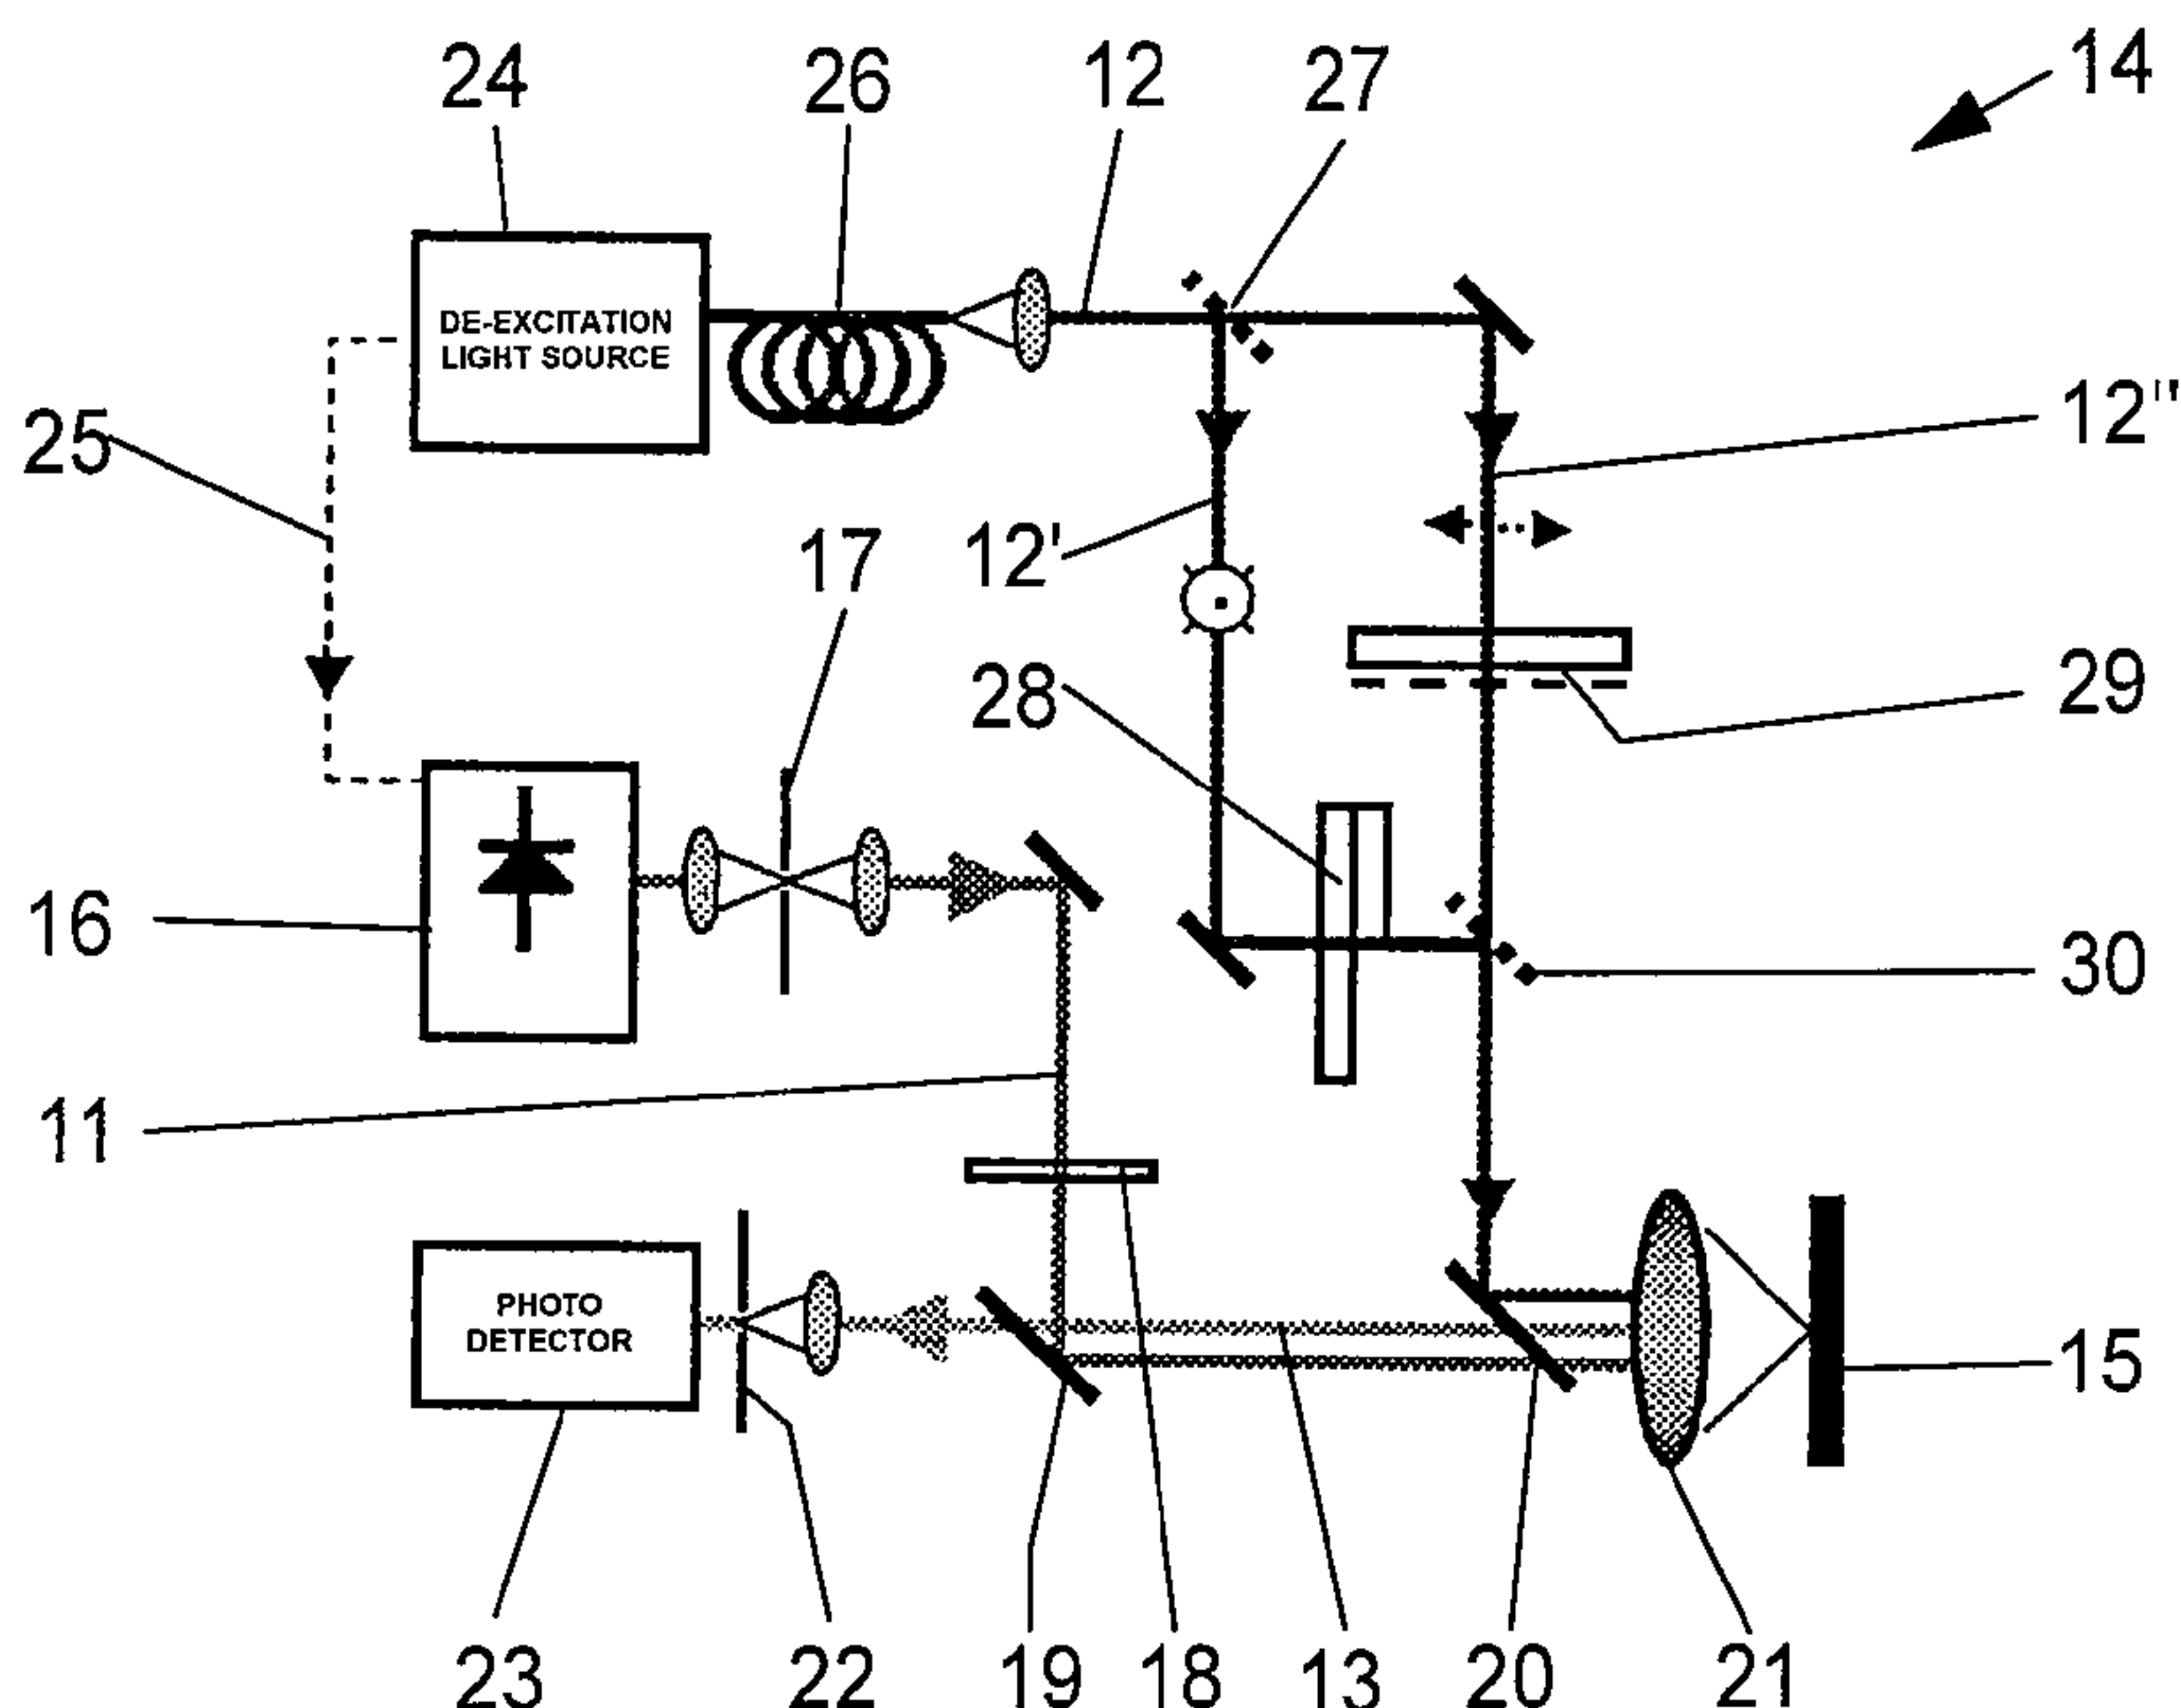 24 26 12 27 14
DE-EXCITATION
LIGHT SOURCE
12"
25
17 12'
28 29
16
30
11
PHOTO
DETECTOR
15
23 22 19 18 13 20 21